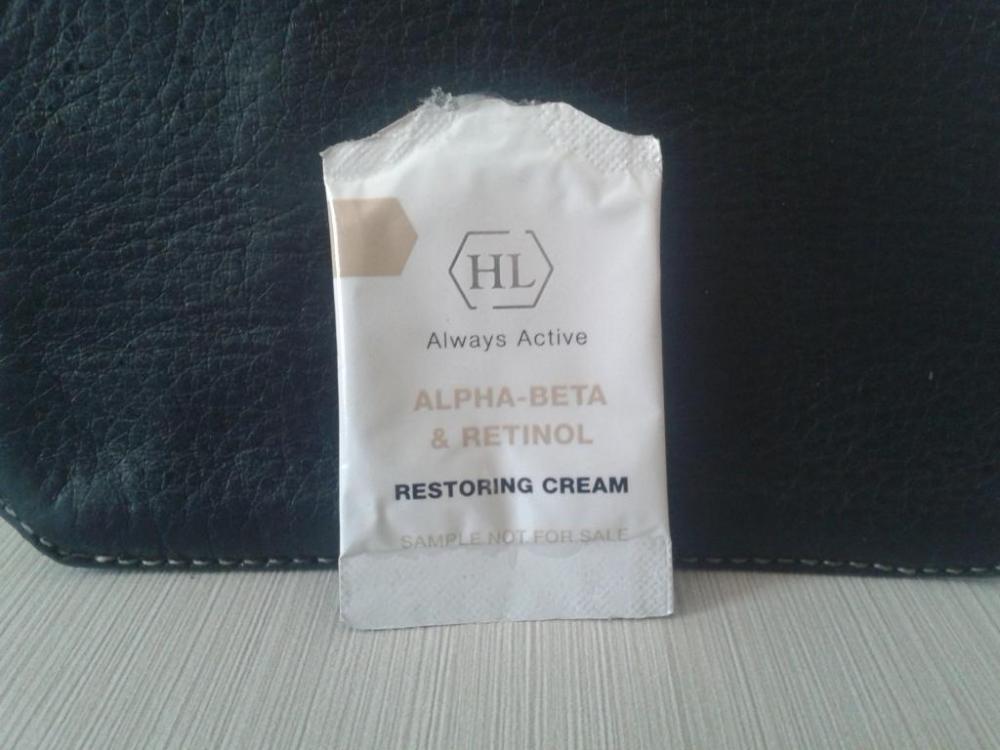 HL
Always Active
ALPHA-BETA
& RETINOL
RESTORING CREAM
SAMPLE NOT FOR SALE